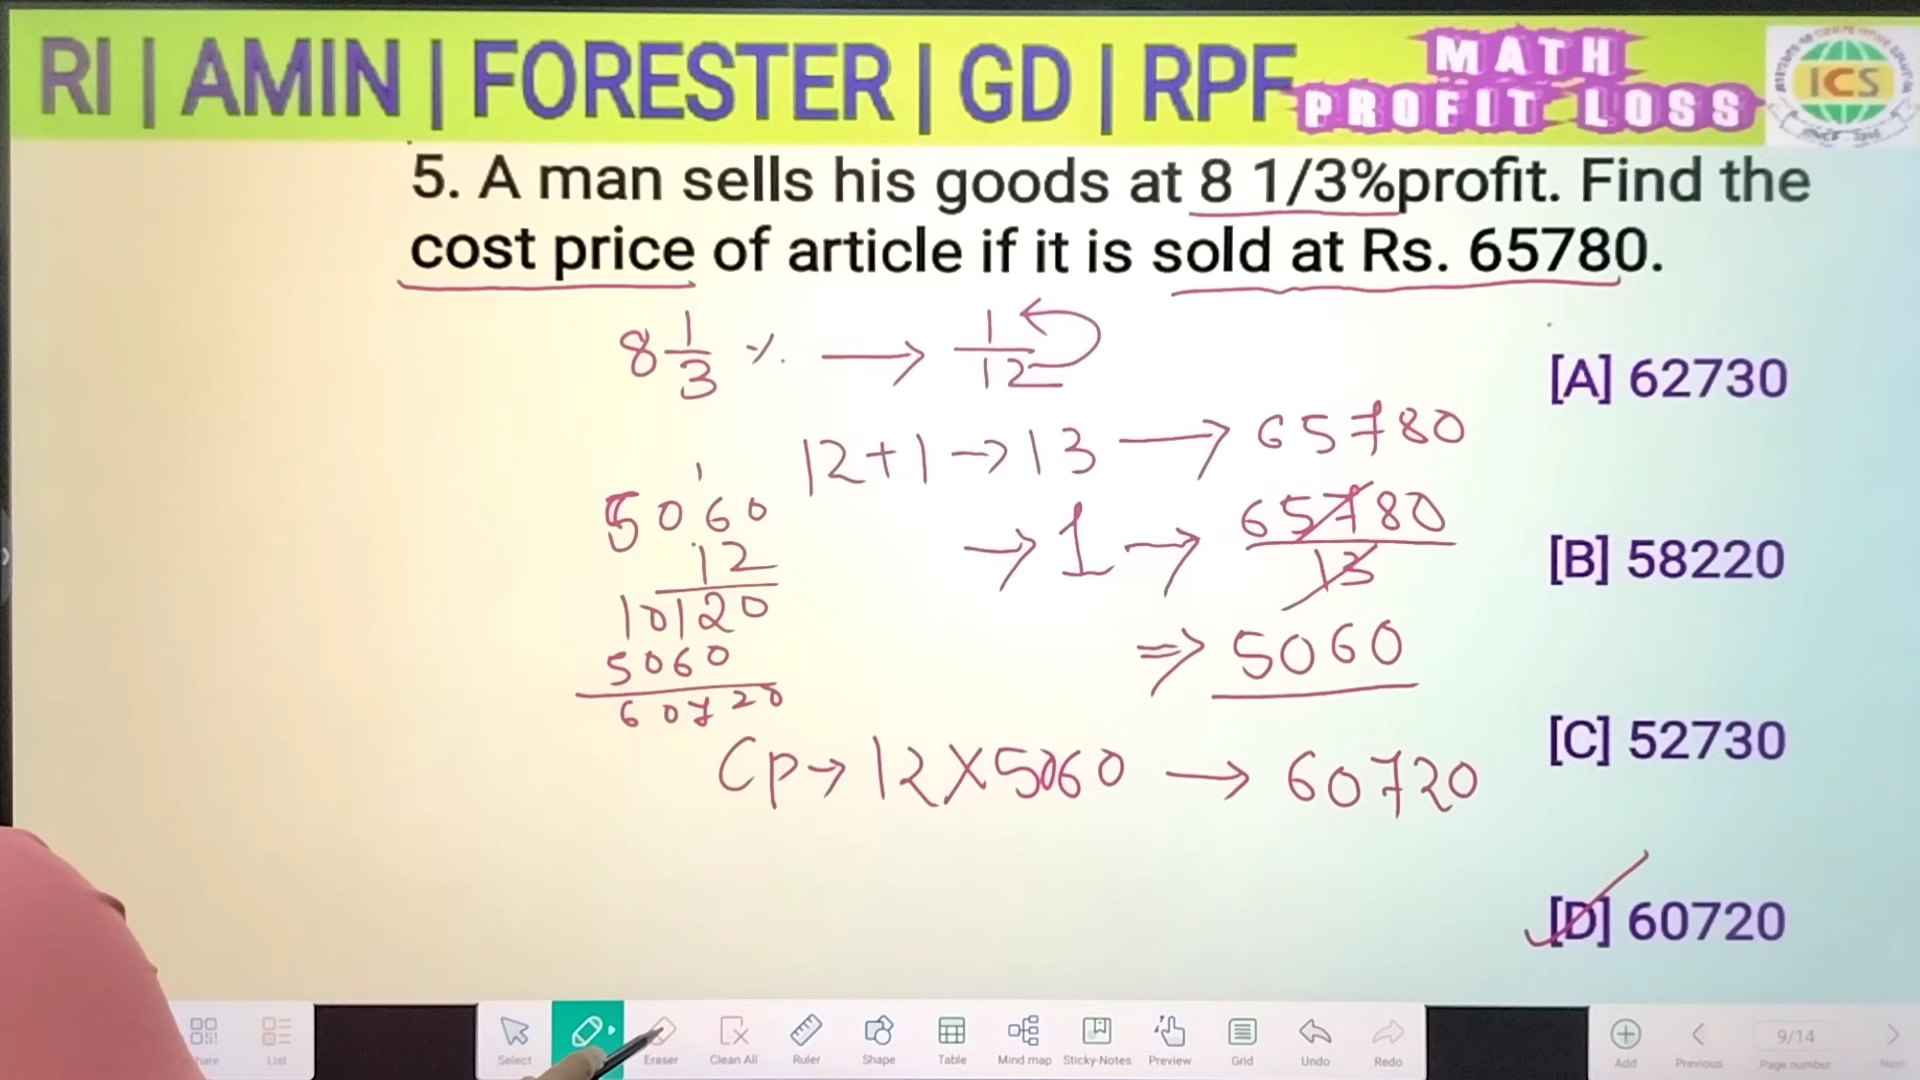 RI | AMIN | FORESTER | GD | RPF
MATH
PROFIT LOSS
ICS
5. A man sells his goods at 8 1/3%profit. Find the
cost price of article if it is sold at Rs. 65780.
8 1/3 % → 1/12
[A] 62730
12+1 → 13 → 65780
→ 1 → 65780/13
[B] 58220
⇒ 5060
1
5060
12
10120
5060
60720
[C] 52730
Cp → 12×5060 → 60720
[D] 60720
List
Select
Eraser
Clean All
Ruler
Shape
Table
Mind map
Sticky-Notes
Preview
Grid
Undo
Redo
Add
Previous
9/14
Page number
Next